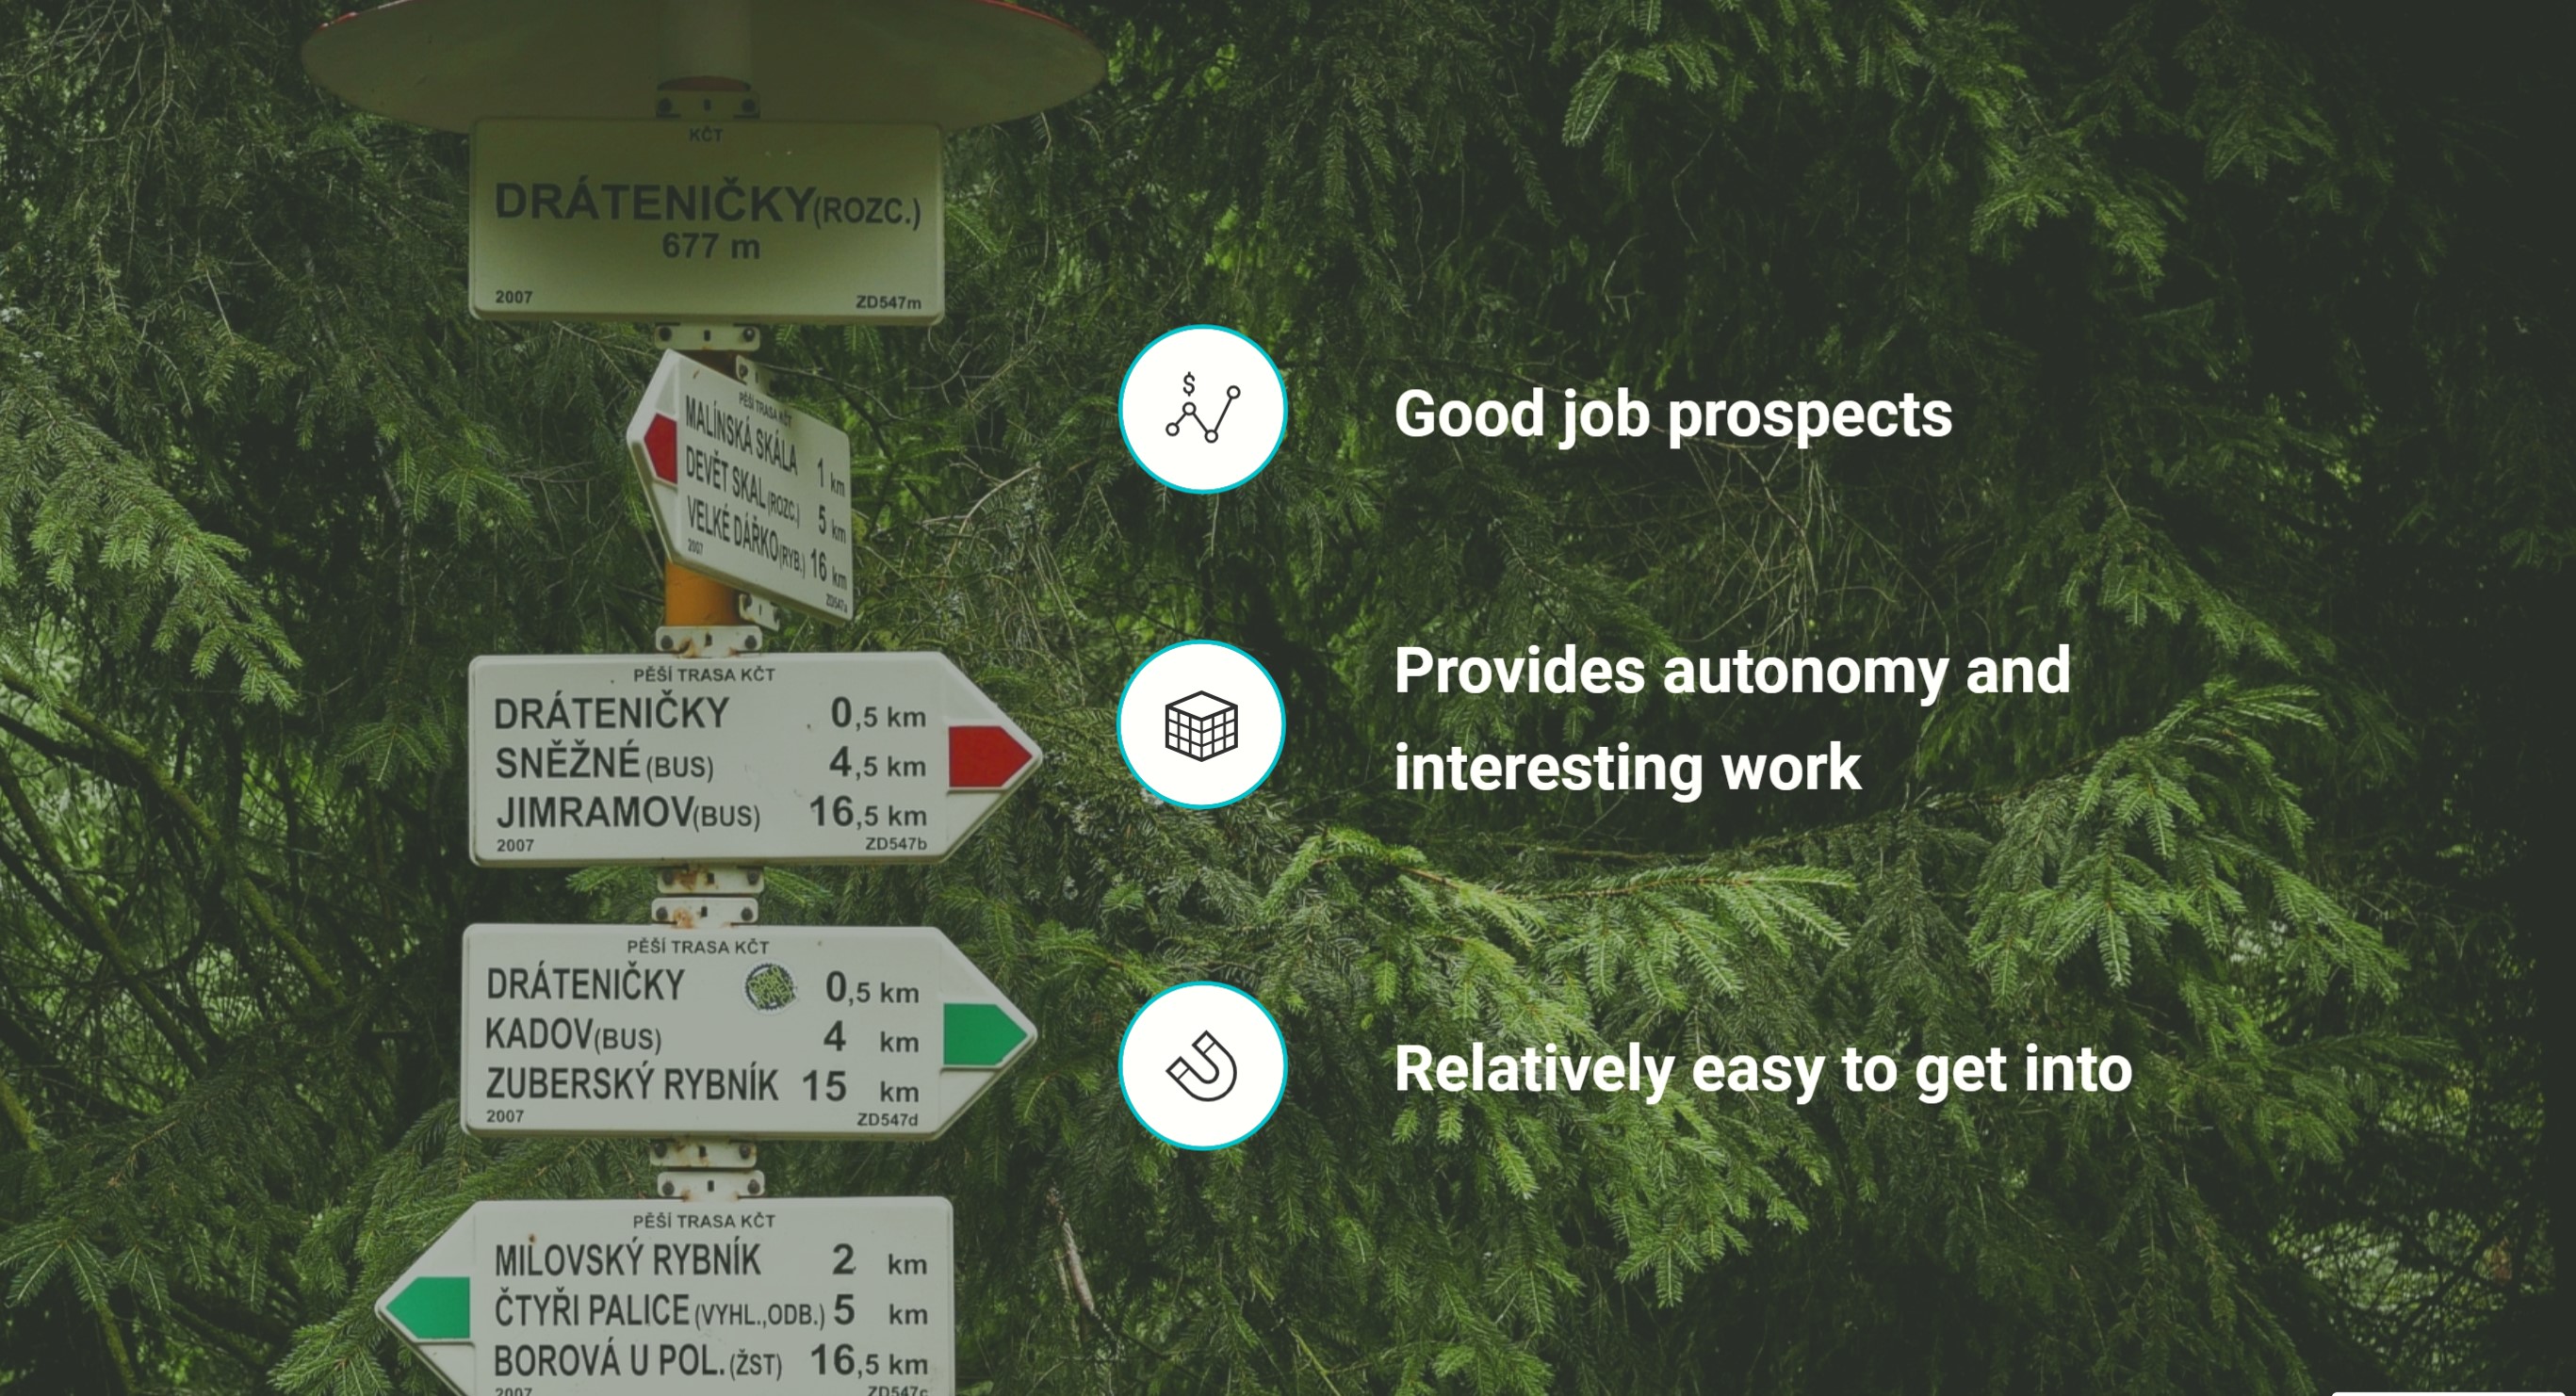 KČT
DRÁTENIČKY(ROZC.)
677 m
2007 ZD547m
PĚŠÍ TRASA KČT
MALÍNSKÁ SKÁLA 1 km
DEVĚT SKAL(ROZC.) 5 km
VELKÉ DÁŘKO(RYB.) 16 km
2007 ZD547a
PĚŠÍ TRASA KČT
DRÁTENIČKY 0,5 km
SNĚŽNÉ (BUS) 4,5 km
JIMRAMOV(BUS) 16,5 km
2007 ZD547b
PĚŠÍ TRASA KČT
DRÁTENIČKY 0,5 km
KADOV(BUS) 4 km
ZUBERSKÝ RYBNÍK 15 km
2007 ZD547d
PĚŠÍ TRASA KČT
MILOVSKÝ RYBNÍK 2 km
ČTYŘI PALICE (VYHL.,ODB.) 5 km
BOROVÁ U POL.(ŽST) 16,5 km
2007 ZD547c
$
Good job prospects
Provides autonomy and
interesting work
Relatively easy to get into